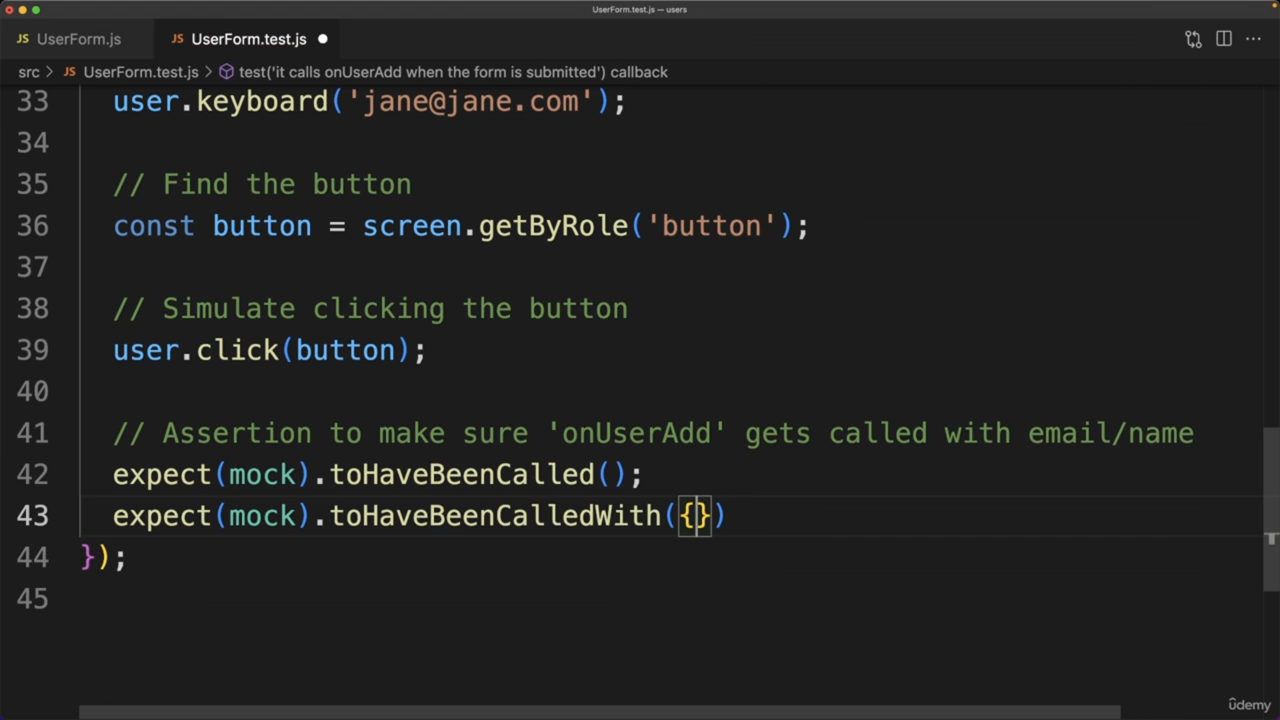 UserForm.test.js — users
JS UserForm.js JS UserForm.test.js
src > JS UserForm.test.js > test('it calls onUserAdd when the form is submitted') callback
33 user.keyboard('jane@jane.com');
34
35 // Find the button
36 const button = screen.getByRole('button');
37
38 // Simulate clicking the button
39 user.click(button);
40
41 // Assertion to make sure 'onUserAdd' gets called with email/name
42 expect(mock).toHaveBeenCalled();
43 expect(mock).toHaveBeenCalledWith({})
44 });
45
ûdemy